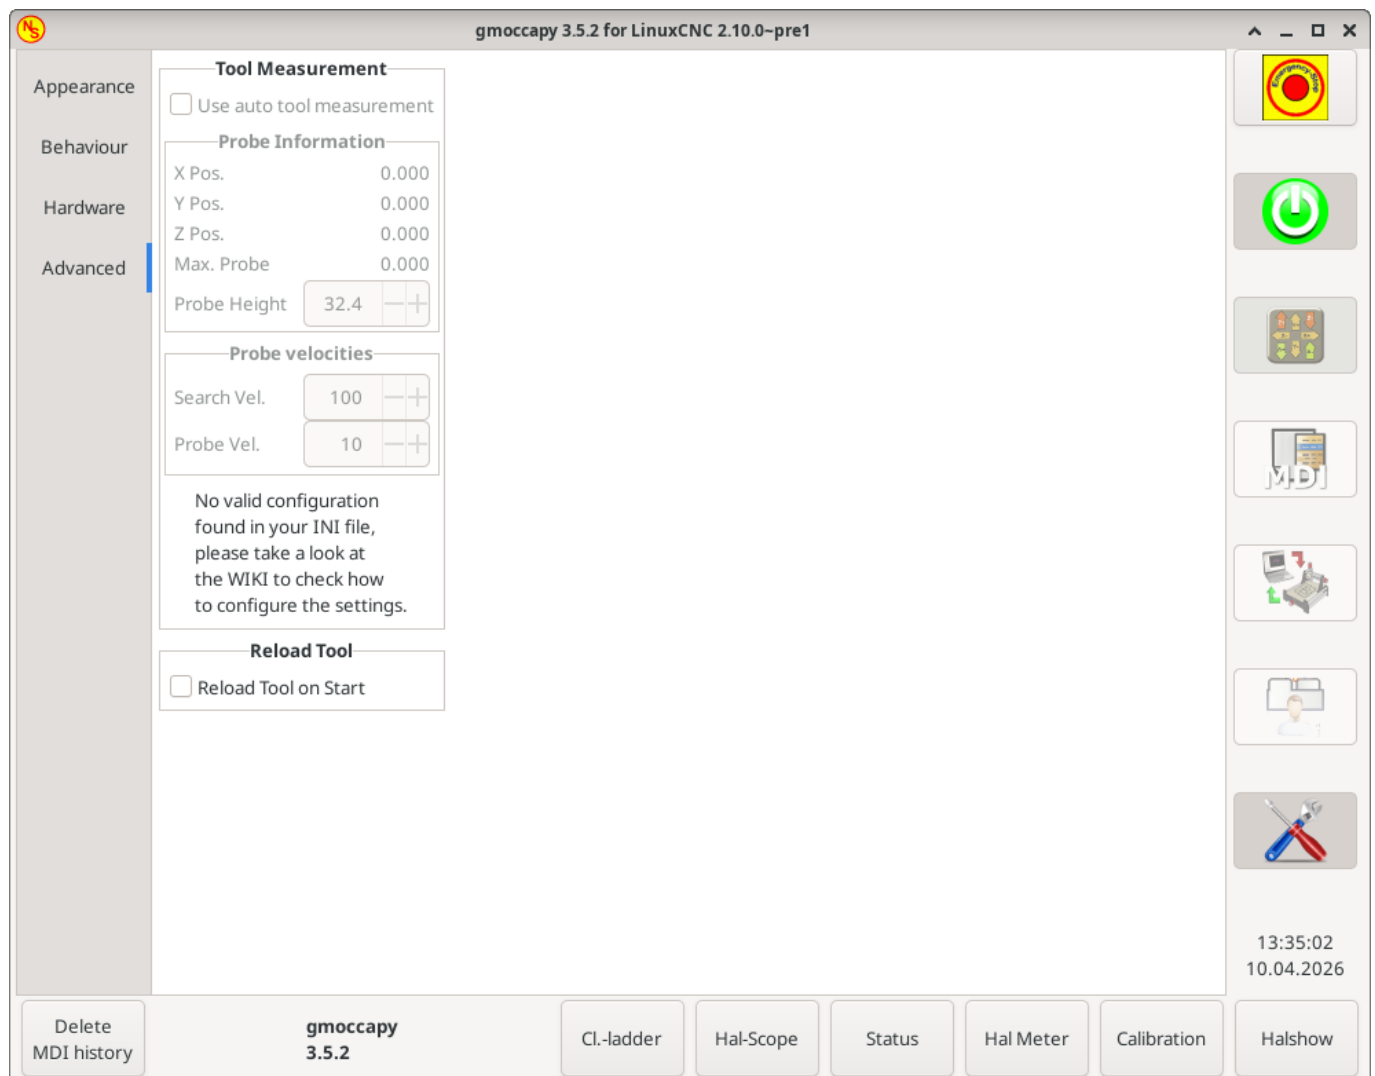 NS
gmoccapy 3.5.2 for LinuxCNC 2.10.0~pre1
Appearance
Behaviour
Hardware
Advanced
Tool Measurement
Use auto tool measurement
Probe Information
X Pos. 0.000
Y Pos. 0.000
Z Pos. 0.000
Max. Probe 0.000
Probe Height 32.4
Probe velocities
Search Vel. 100
Probe Vel. 10
No valid configuration
found in your INI file,
please take a look at
the WIKI to check how
to configure the settings.
Reload Tool
Reload Tool on Start
Emergency-Stop
MDI
13:35:02
10.04.2026
Delete
MDI history
gmoccapy
3.5.2
Cl.-ladder
Hal-Scope
Status
Hal Meter
Calibration
Halshow